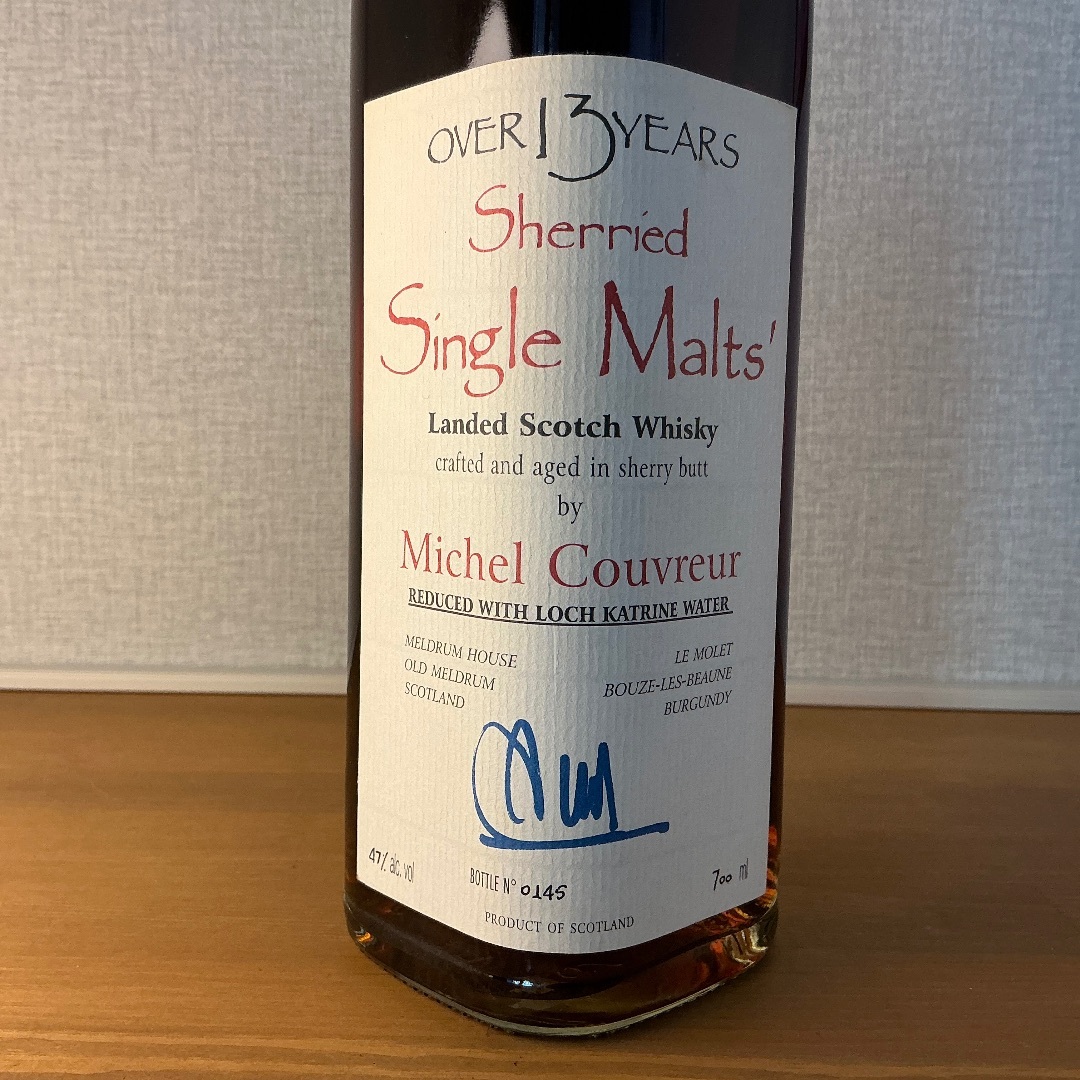 OVER 13 YEARS
Sherried
Single Malts'
Landed Scotch Whisky
crafted and aged in sherry butt
by
Michel Couvreur
REDUCED WITH LOCH KATRINE WATER
MELDRUM HOUSE
OLD MELDRUM
SCOTLAND
LE MOLET
BOUZE-LES-BEAUNE
BURGUNDY
47% alc. vol
BOTTLE N° 0145
700 ml
PRODUCT OF SCOTLAND